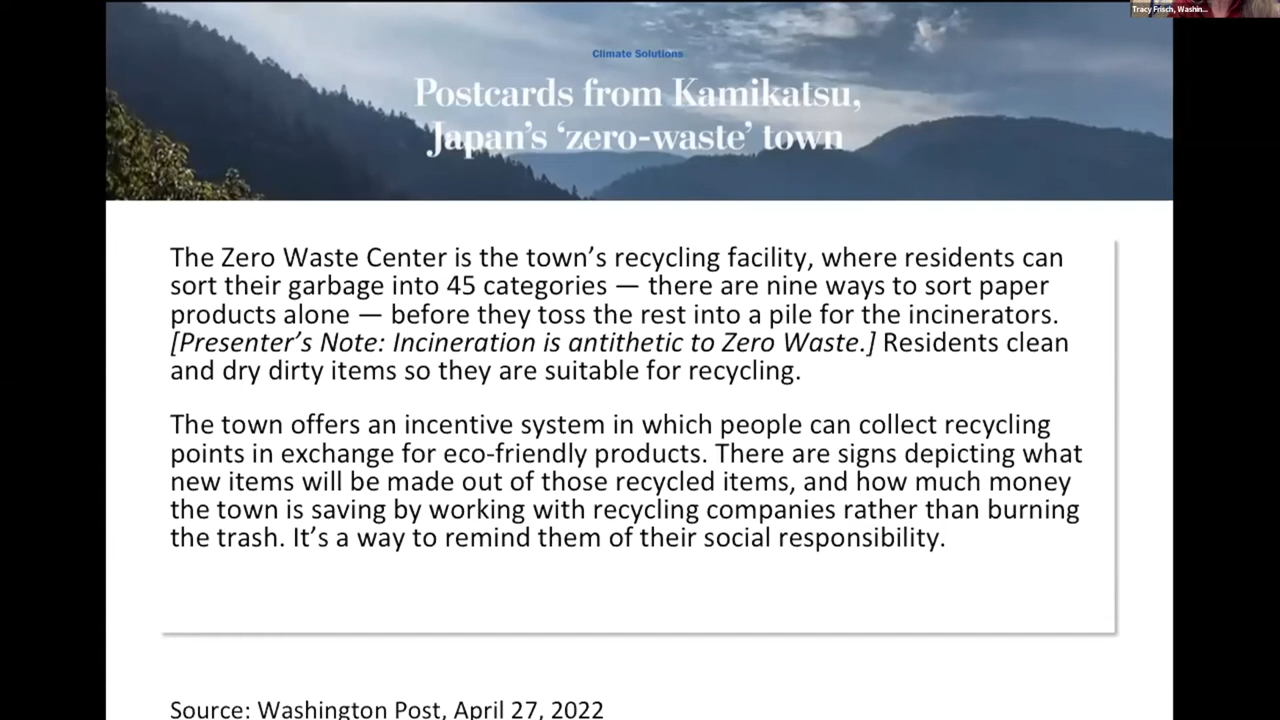 Tracy Frisch, Washin...
Climate Solutions
Postcards from Kamikatsu,
Japan’s ‘zero-waste’ town
The Zero Waste Center is the town’s recycling facility, where residents can
sort their garbage into 45 categories — there are nine ways to sort paper
products alone — before they toss the rest into a pile for the incinerators.
[Presenter’s Note: Incineration is antithetic to Zero Waste.] Residents clean
and dry dirty items so they are suitable for recycling.
The town offers an incentive system in which people can collect recycling
points in exchange for eco-friendly products. There are signs depicting what
new items will be made out of those recycled items, and how much money
the town is saving by working with recycling companies rather than burning
the trash. It’s a way to remind them of their social responsibility.
Source: Washington Post, April 27, 2022